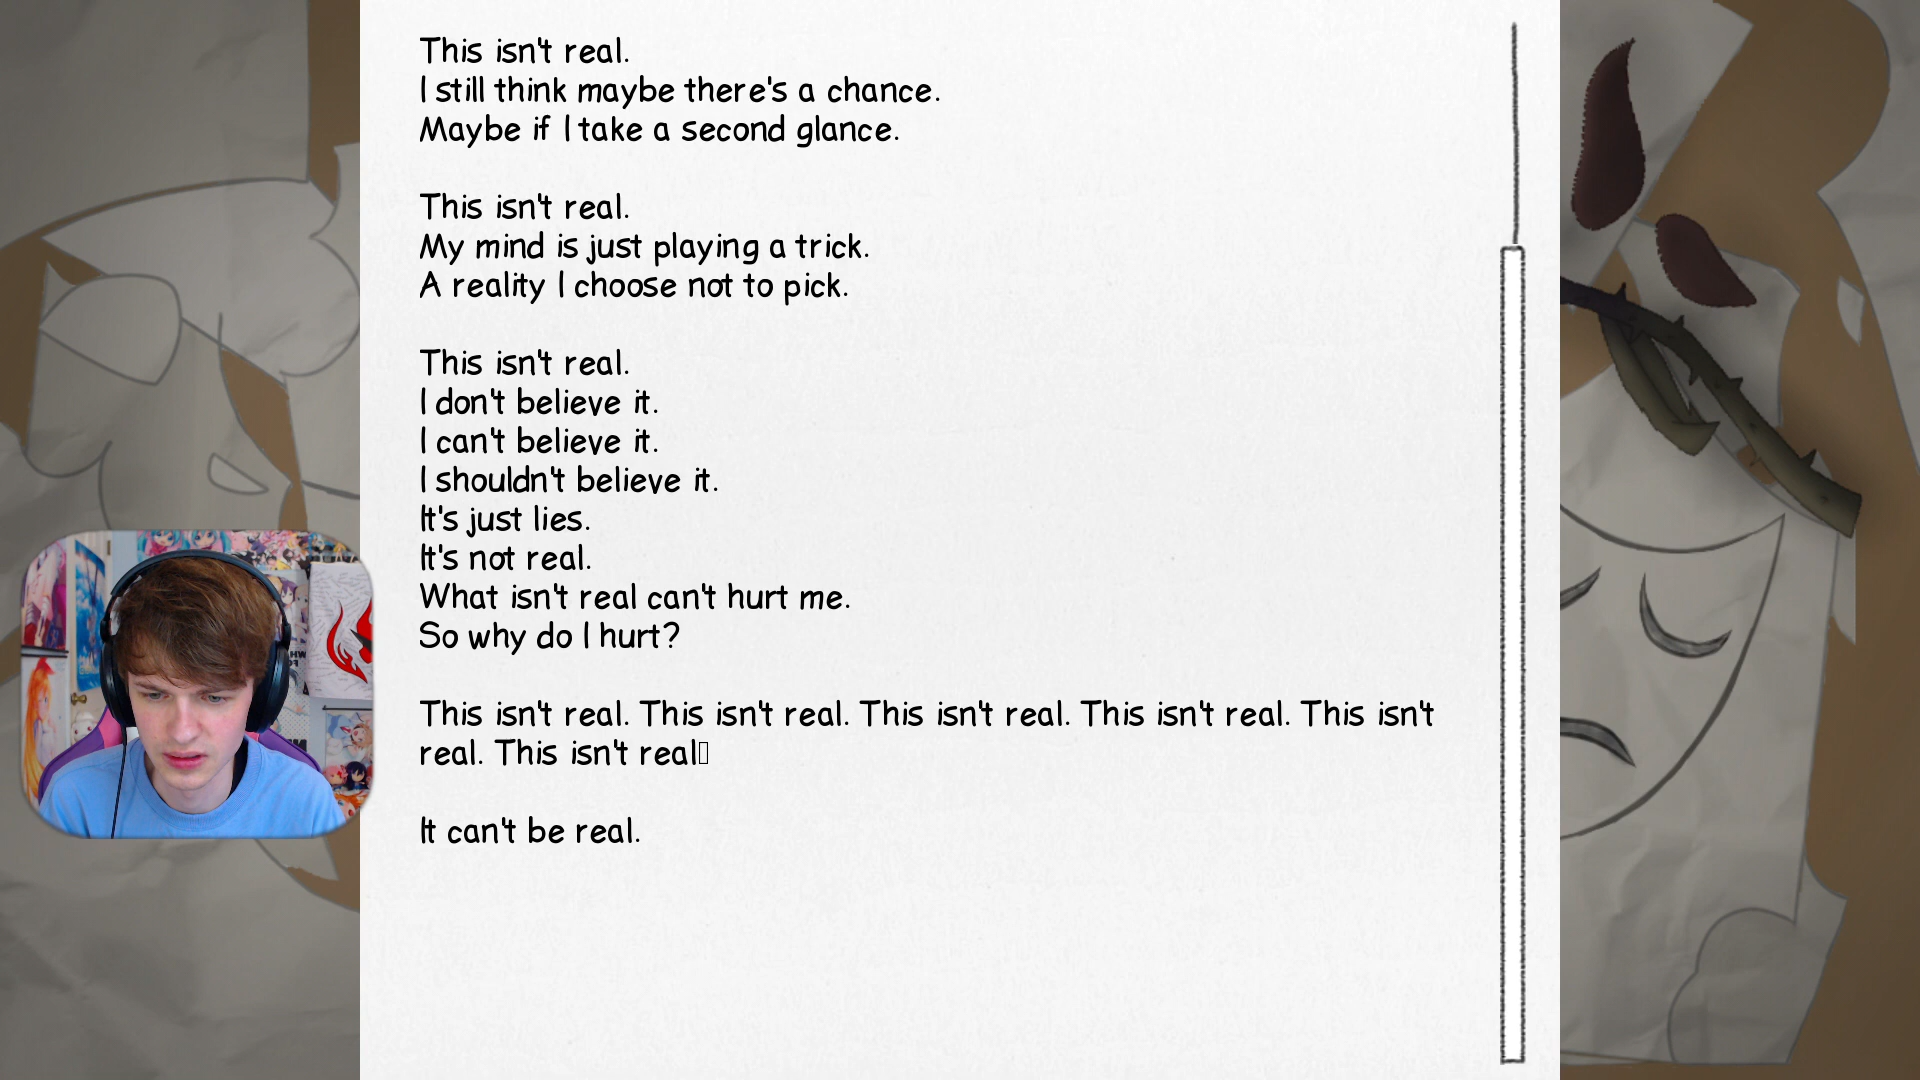 This isn't real.
I still think maybe there's a chance.
Maybe if I take a second glance.
This isn't real.
My mind is just playing a trick.
A reality I choose not to pick.
This isn't real.
I don't believe it.
I can't believe it.
I shouldn't believe it.
It's just lies.
It's not real.
What isn't real can't hurt me.
So why do I hurt?
This isn't real. This isn't real. This isn't real. This isn't real. This isn't
real. This isn't real▯
It can't be real.